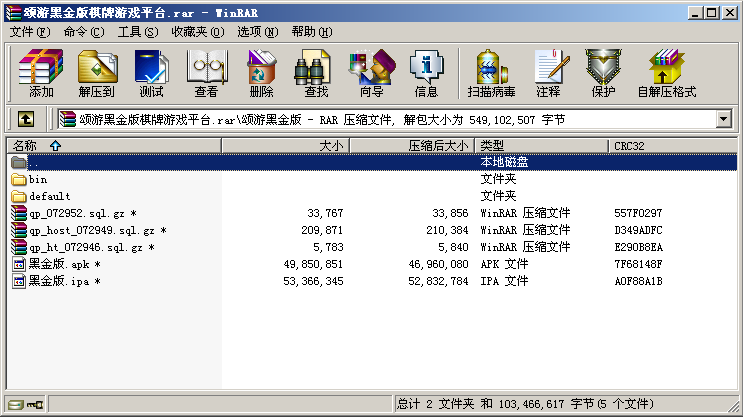 颂游黑金版棋牌游戏平台.rar - WinRAR
文件(F) 命令(C) 工具(S) 收藏夹(O) 选项(N) 帮助(H)
添加 解压到 测试 查看 删除 查找 向导 信息 扫描病毒 注释 保护 自解压格式
颂游黑金版棋牌游戏平台.rar\颂游黑金版 - RAR 压缩文件, 解包大小为 549,102,507 字节
名称 大小 压缩后大小 类型 CRC32
.. 本地磁盘
bin 文件夹
default 文件夹
qp_072952.sql.gz * 33,767 33,856 WinRAR 压缩文件 557F0297
qp_host_072949.sql.gz * 209,871 210,384 WinRAR 压缩文件 D349ADFC
qp_ht_072946.sql.gz * 5,783 5,840 WinRAR 压缩文件 E290B8EA
黑金版.apk * 49,850,851 46,960,080 APK 文件 7F68148F
黑金版.ipa * 53,366,345 52,832,784 IPA 文件 A0F88A1B
总计 2 文件夹 和 103,466,617 字节(5 个文件)